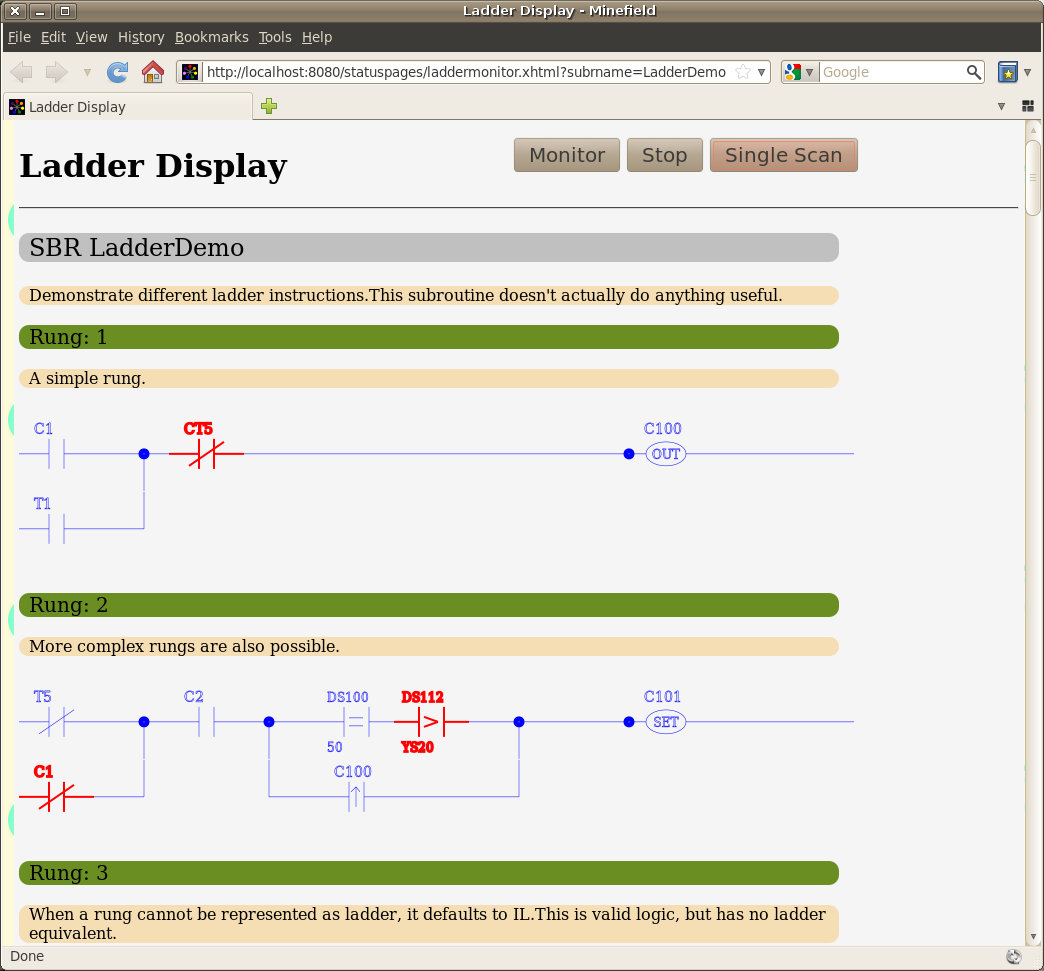 Ladder Display - Minefield
File Edit View History Bookmarks Tools Help
http://localhost:8080/statuspages/laddermonitor.xhtml?subrname=LadderDemo
Google
Ladder Display
Ladder Display
Monitor
Stop
Single Scan
SBR LadderDemo
Demonstrate different ladder instructions.This subroutine doesn't actually do anything useful.
Rung: 1
A simple rung.
C1 CT5 C100
OUT
T1
Rung: 2
More complex rungs are also possible.
T5 C2 DS100 DS112 C101
= > SET
50 YS20
C1 C100
Rung: 3
When a rung cannot be represented as ladder, it defaults to IL.This is valid logic, but has no ladder
equivalent.
Done